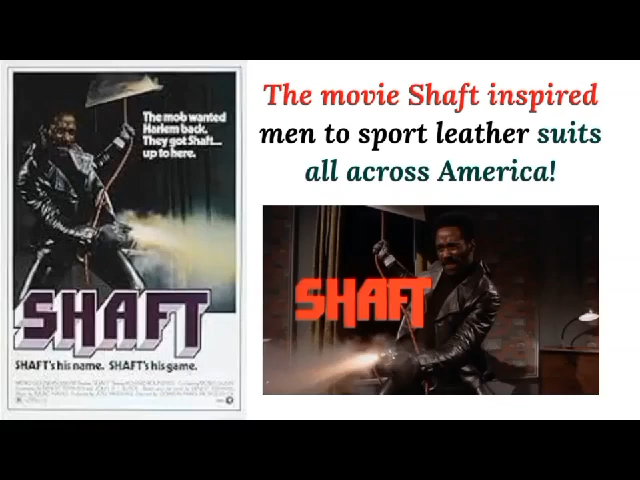 The mob wanted
Harlem back.
They got Shaft...
up to here.
SHAFT
SHAFT's his name. SHAFT's his game.
The movie Shaft inspired
men to sport leather suits
all across America!
SHAFT